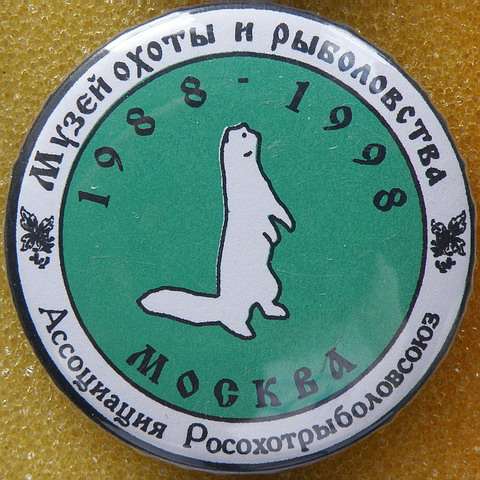 Музей охоты и рыболовства
1988-1998
Москва
Ассоциация Росохотрыболовсоюз